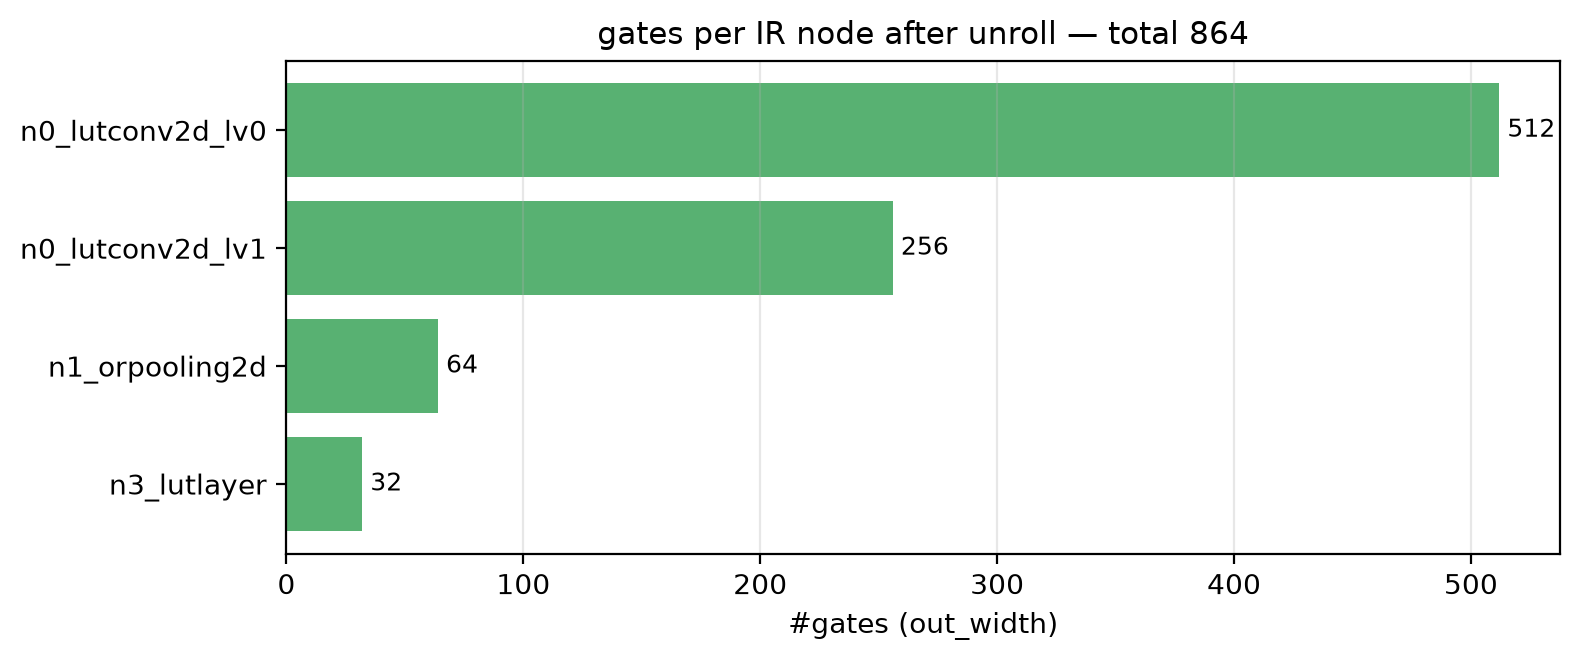 gates per IR node after unroll — total 864
n0_lutconv2d_lv0
512
n0_lutconv2d_lv1
256
n1_orpooling2d
64
n3_lutlayer
32
0 100 200 300 400 500
#gates (out_width)